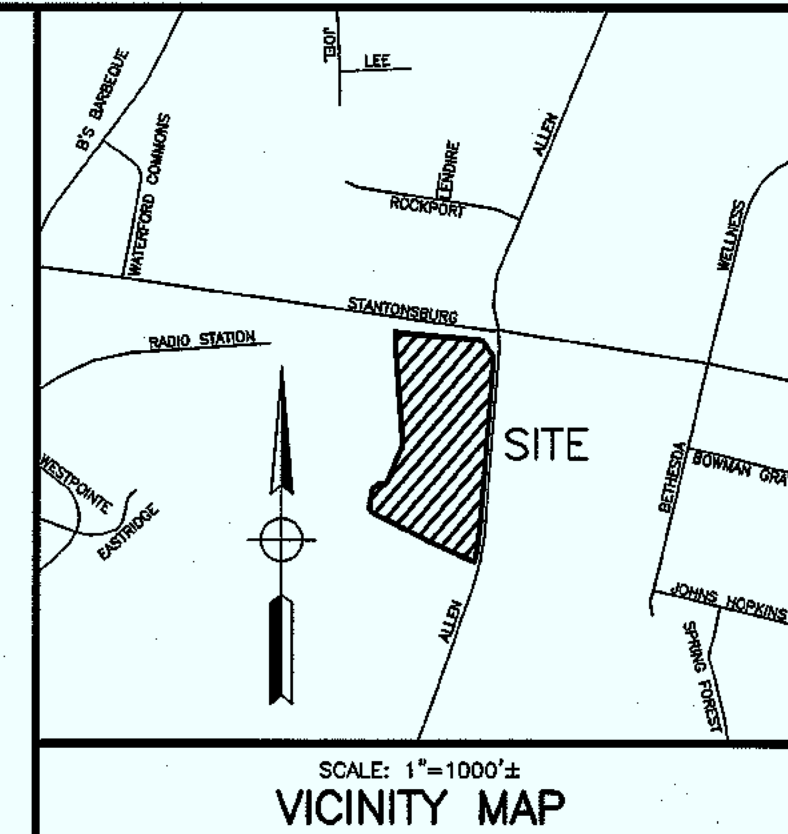 JOEL
LEE
B'S BARBEQUE
WATERFORD COMMONS
ALLEN
LENDIRE
ROCKPORT
WELLNESS
STANTONSBURG
RADIO STATION
SITE
WESTPOINTE
EASTRIDGE
BETHESDA
BOWMAN GRA
JOHNS HOPKINS
ALLEN
SPRING FOREST
SCALE: 1"=1000'±
VICINITY MAP